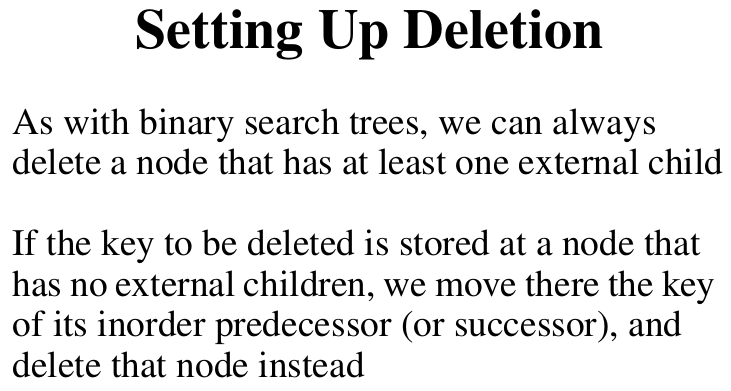 Setting Up Deletion
As with binary search trees, we can always
delete a node that has at least one external child
If the key to be deleted is stored at a node that
has no external children, we move there the key
of its inorder predecessor (or successor), and
delete that node instead